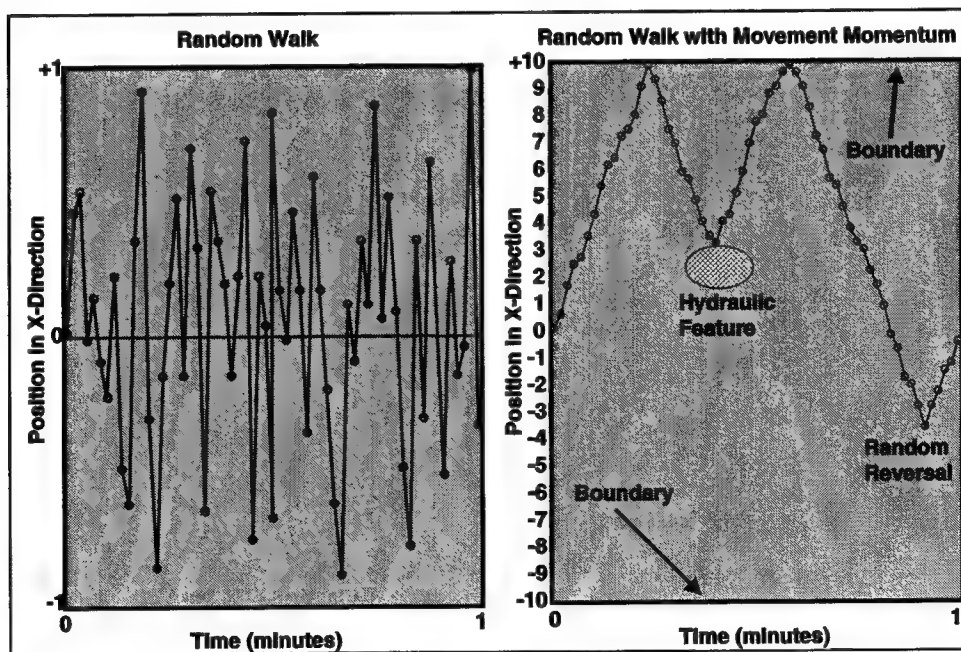 Random Walk
+1
0
-1
Position in X-Direction
0
1
Time (minutes)
Random Walk with Movement Momentum
+10
9
8
7
6
5
4
3
2
1
0
-1
-2
-3
-4
-5
-6
-7
-8
-9
-10
Position in X-Direction
Boundary
Hydraulic
Feature
Random
Reversal
Boundary
0
1
Time (minutes)